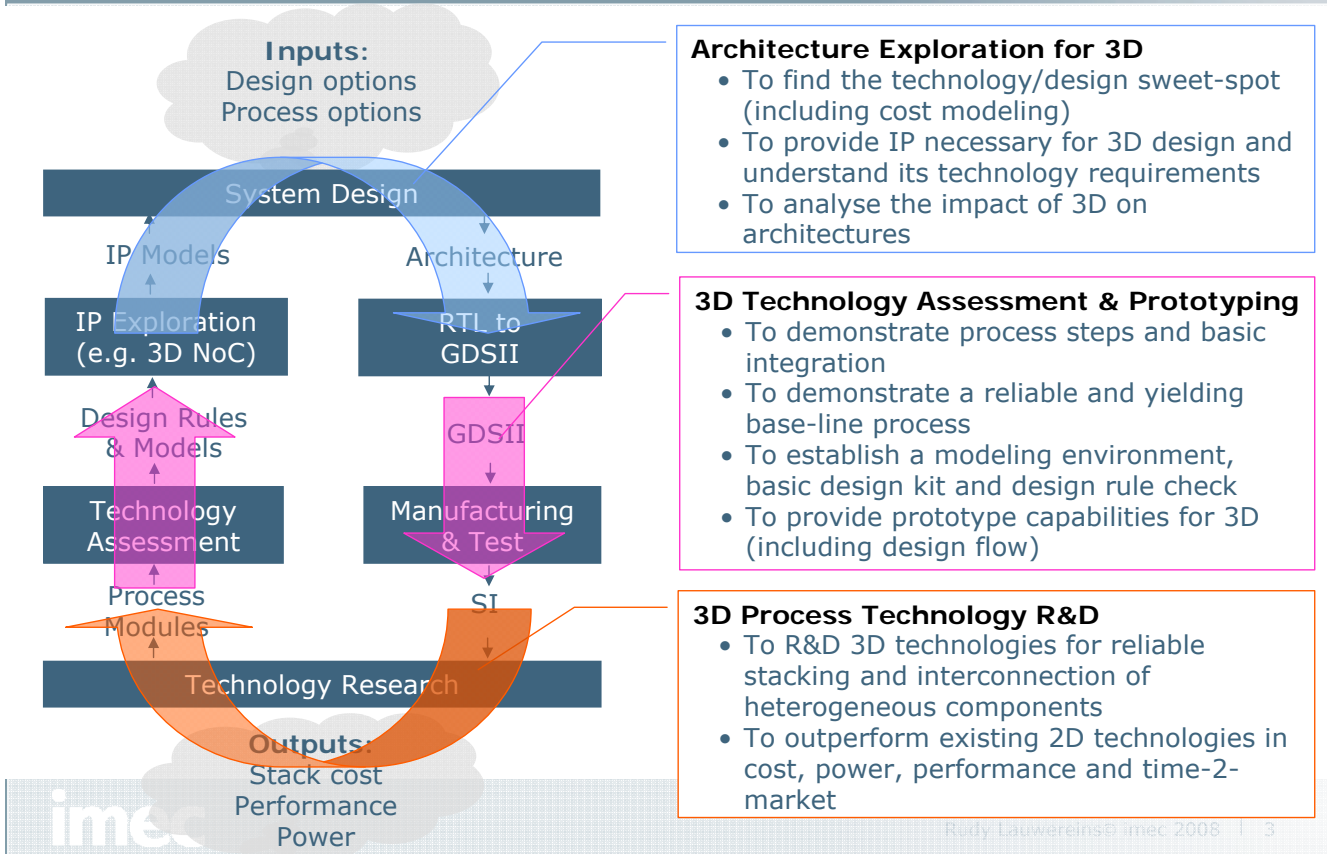 Inputs:
Design options
Process options
System Design
IP Models
Architecture
IP Exploration
(e.g. 3D NoC)
RTL to
GDSII
Design Rules
& Models
GDSII
Technology
Assessment
Manufacturing
& Test
Process
Modules
SI
Technology Research
Outputs:
Stack cost
Performance
Power
Architecture Exploration for 3D
• To find the technology/design sweet-spot
(including cost modeling)
• To provide IP necessary for 3D design and
understand its technology requirements
• To analyse the impact of 3D on
architectures
3D Technology Assessment & Prototyping
• To demonstrate process steps and basic
integration
• To demonstrate a reliable and yielding
base-line process
• To establish a modeling environment,
basic design kit and design rule check
• To provide prototype capabilities for 3D
(including design flow)
3D Process Technology R&D
• To R&D 3D technologies for reliable
stacking and interconnection of
heterogeneous components
• To outperform existing 2D technologies in
cost, power, performance and time-2-
market
imec
Rudy Lauwereins© imec 2008 | 3